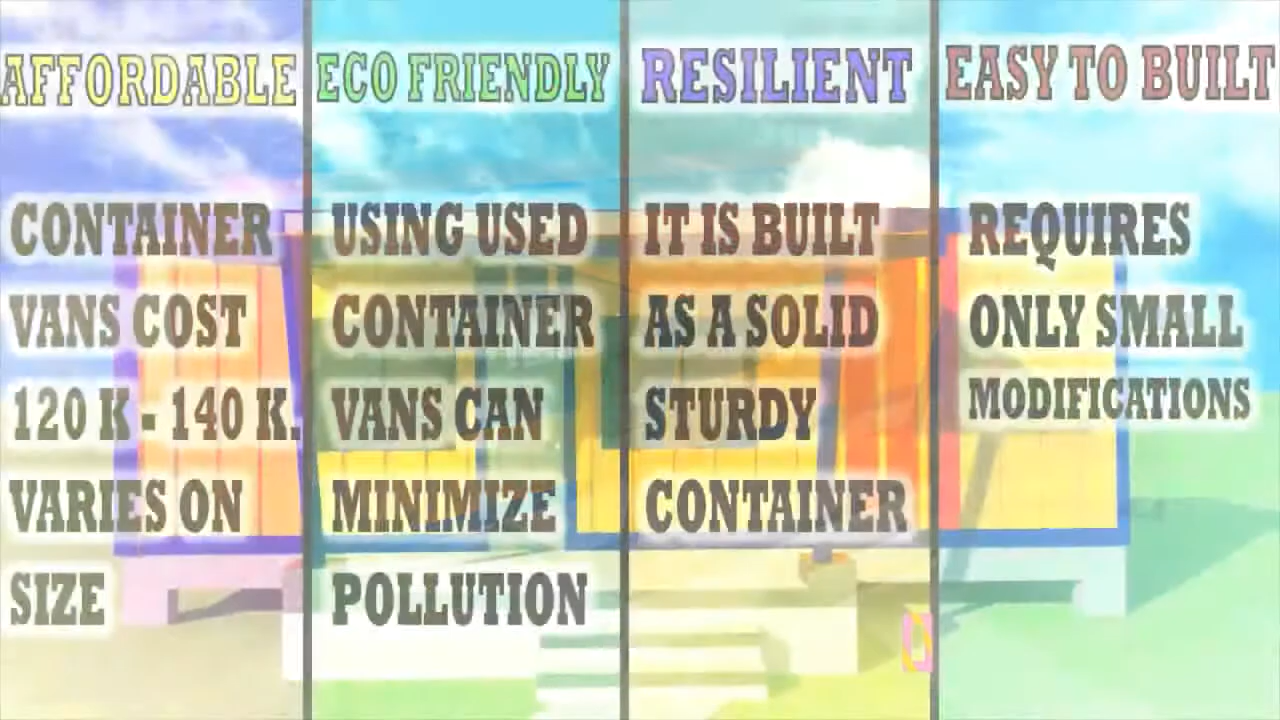 AFFORDABLE
CONTAINER
VANS COST
120 K - 140 K.
VARIES ON
SIZE
ECO FRIENDLY
USING USED
CONTAINER
VANS CAN
MINIMIZE
POLLUTION
RESILIENT
IT IS BUILT
AS A SOLID
STURDY
CONTAINER
EASY TO BUILT
REQUIRES
ONLY SMALL
MODIFICATIONS